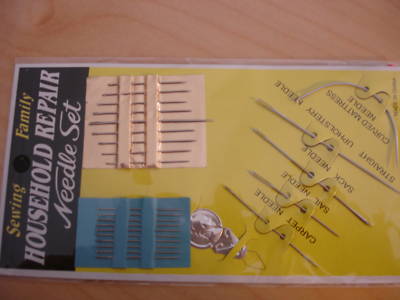 Sewing Family
HOUSEHOLD REPAIR
Needle Set
CURVED MATTRESS
NEEDLE
STRAIGHT UPHOLSTERY NEEDLE
SACK NEEDLE
SAIL NEEDLE
CARPET NEEDLE